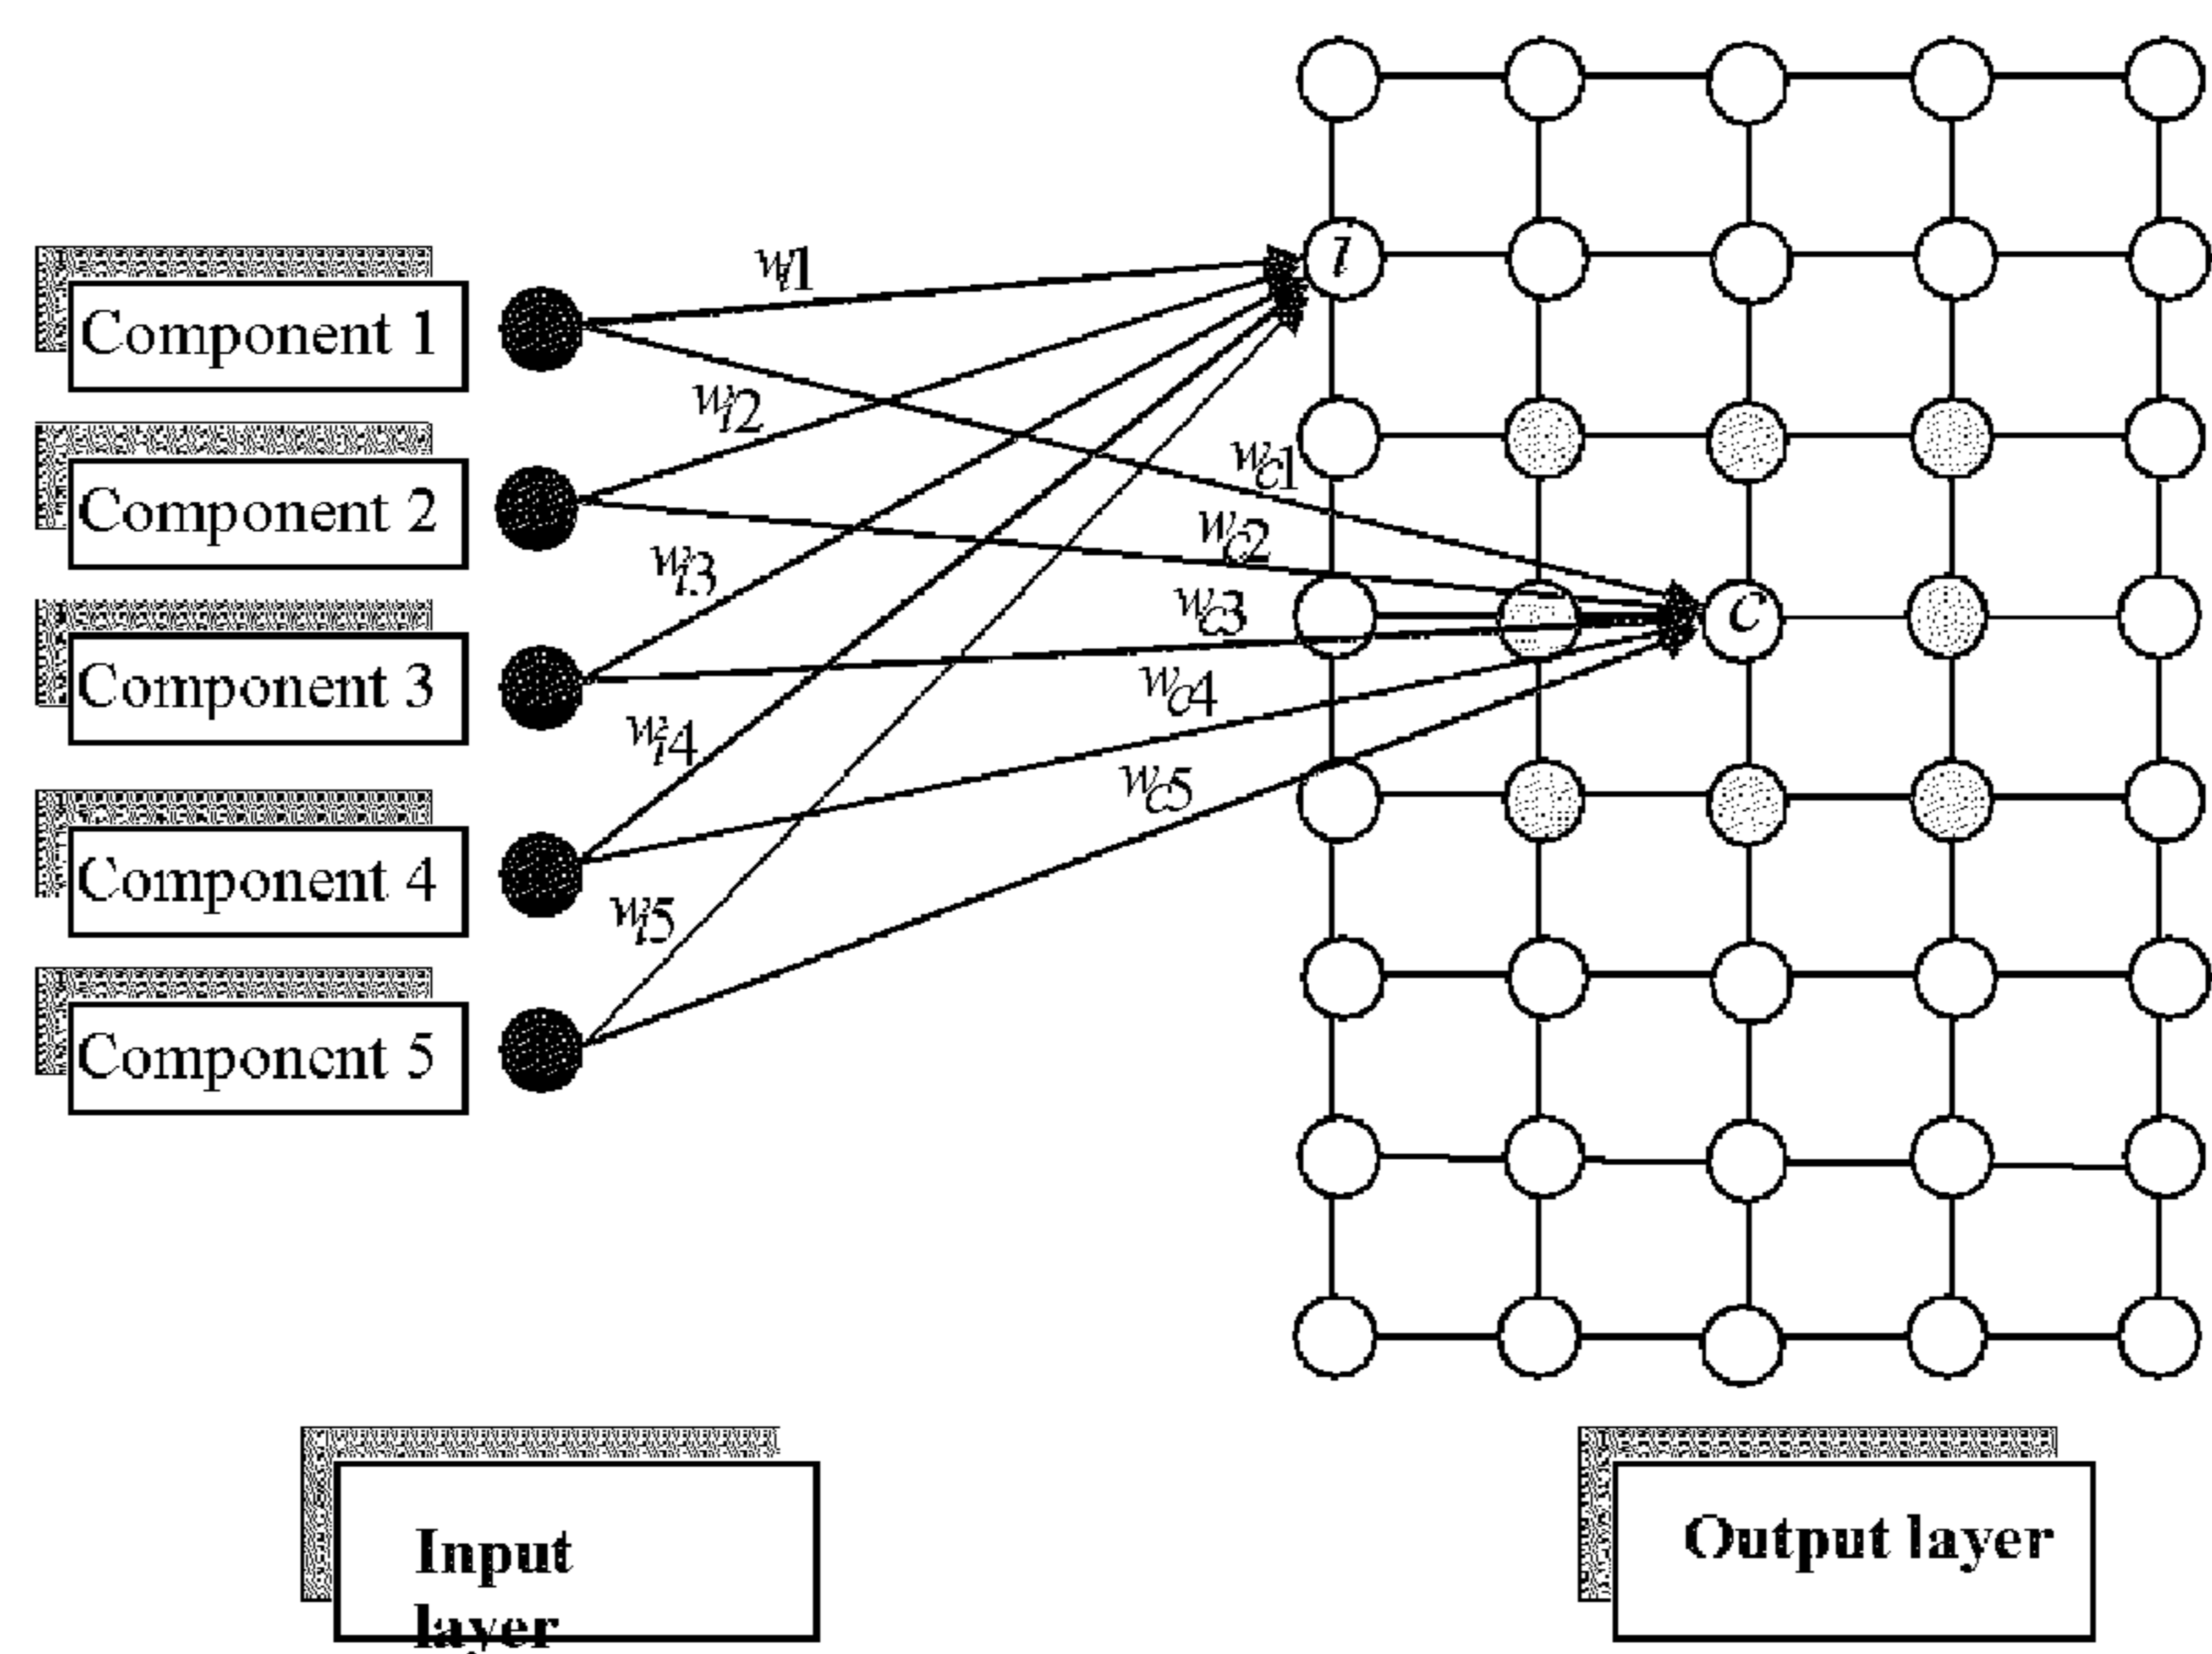 Component 1
Component 2
Component 3
Component 4
Component 5
wi1
wi2
wi3
wi4
wi5
wc1
wc2
wc3
wc4
wc5
i
c
Input
layer
Output layer